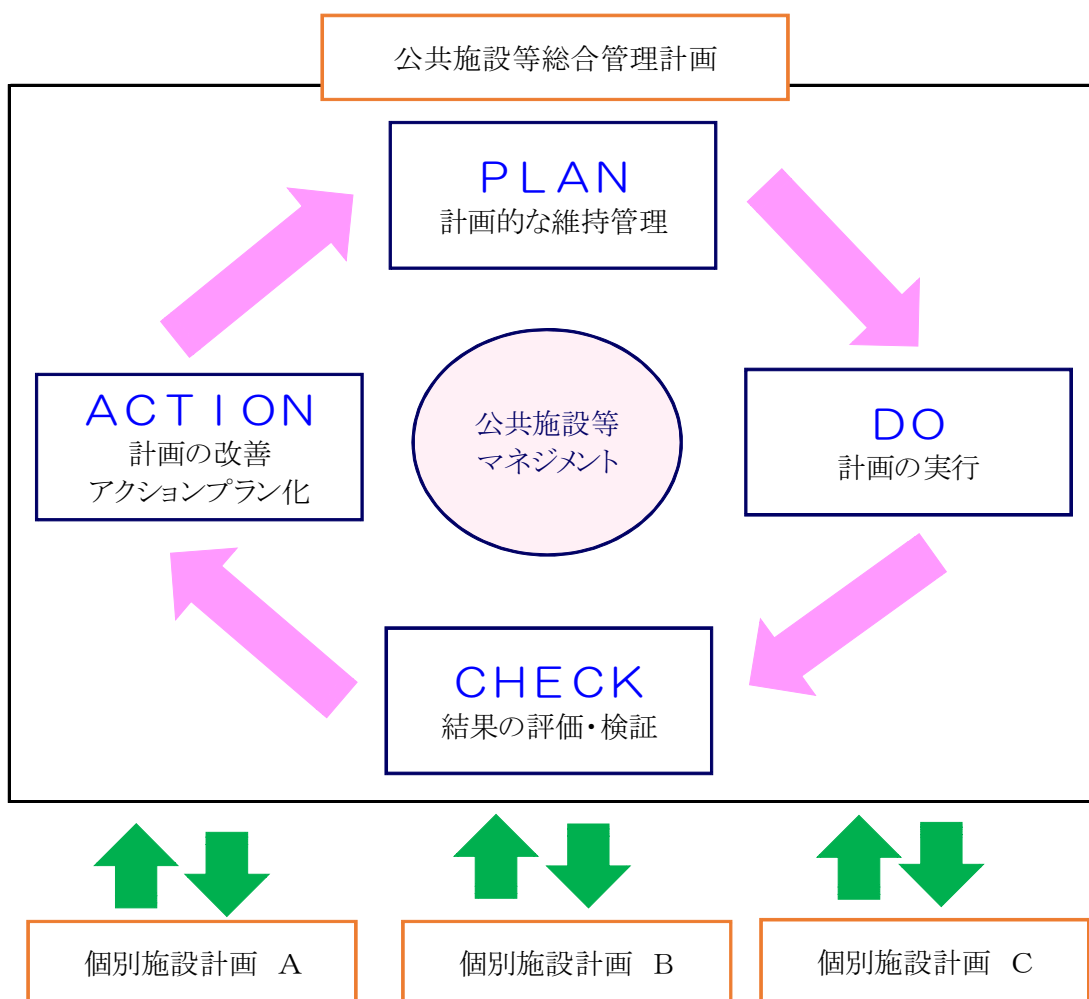 公共施設等総合管理計画
ＰＬＡＮ
計画的な維持管理
ＡＣＴＩＯＮ
計画の改善
アクションプラン化
公共施設等
マネジメント
ＤＯ
計画の実行
ＣＨＥＣＫ
結果の評価・検証
個別施設計画　Ａ
個別施設計画　Ｂ
個別施設計画　Ｃ